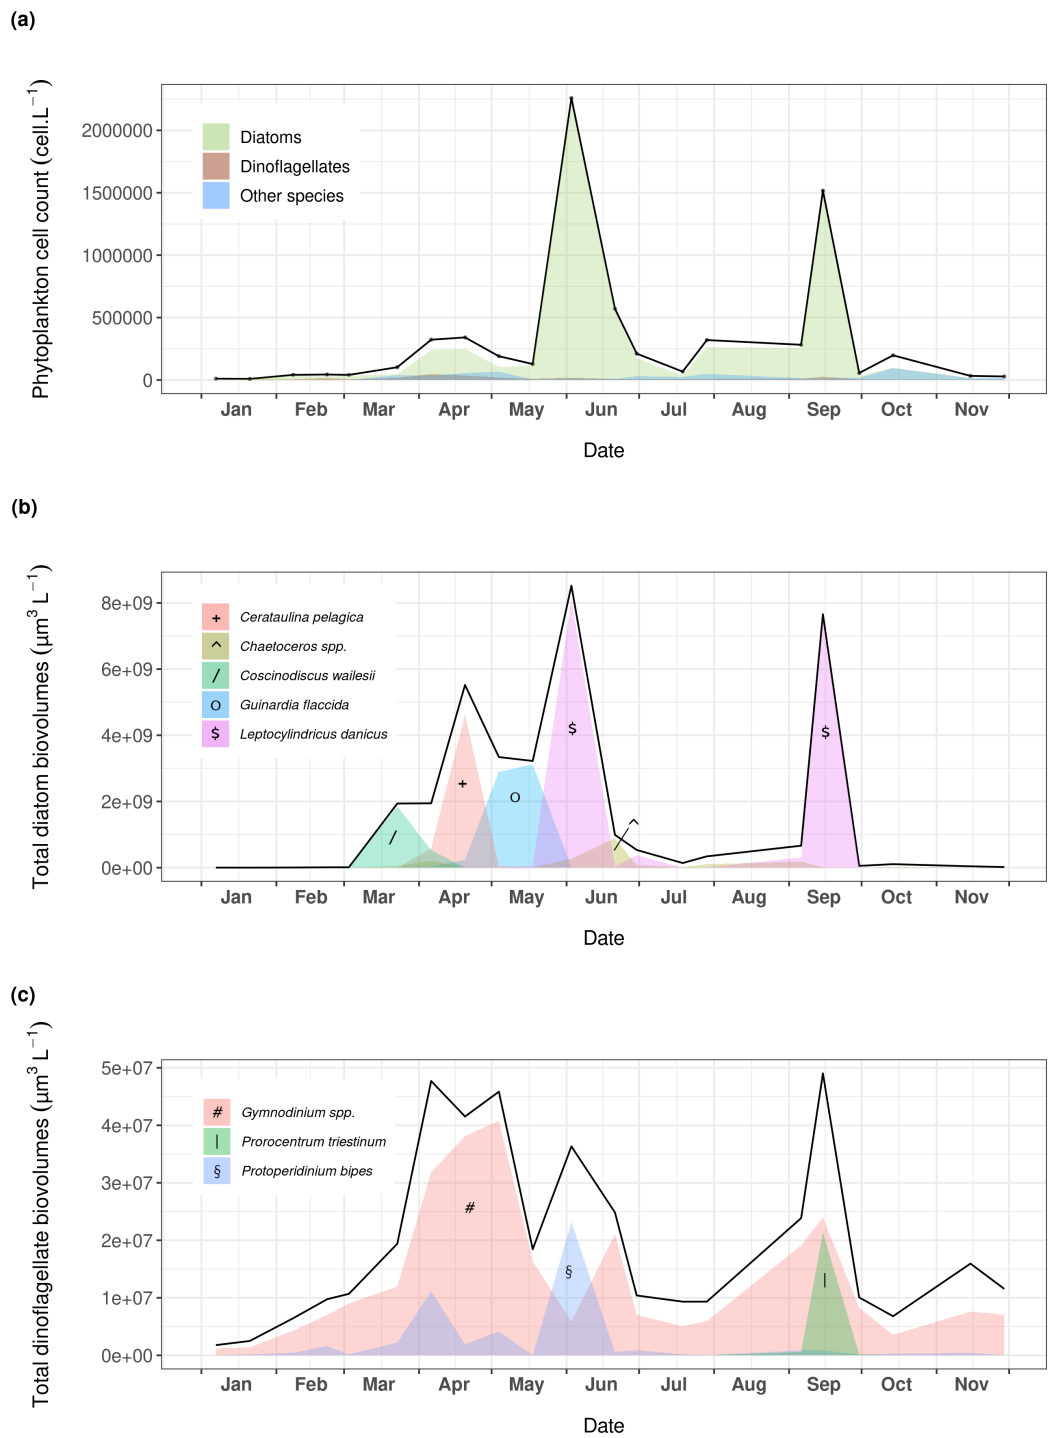 (a)
Phytoplankton cell count (cell.L⁻¹)
2000000
1500000
1000000
500000
0
Diatoms
Dinoflagellates
Other species
Jan Feb Mar Apr May Jun Jul Aug Sep Oct Nov
Date
(b)
Total diatom biovolumes (µm³ L⁻¹)
8e+09
6e+09
4e+09
2e+09
0e+00
+ Cerataulina pelagica
^ Chaetoceros spp.
/ Coscinodiscus wailesii
O Guinardia flaccida
$ Leptocylindricus danicus
/ + O $ ^ $
Jan Feb Mar Apr May Jun Jul Aug Sep Oct Nov
Date
(c)
Total dinoflagellate biovolumes (µm³ L⁻¹)
5e+07
4e+07
3e+07
2e+07
1e+07
0e+00
# Gymnodinium spp.
| Prorocentrum triestinum
§ Protoperidinium bipes
# § |
Jan Feb Mar Apr May Jun Jul Aug Sep Oct Nov
Date